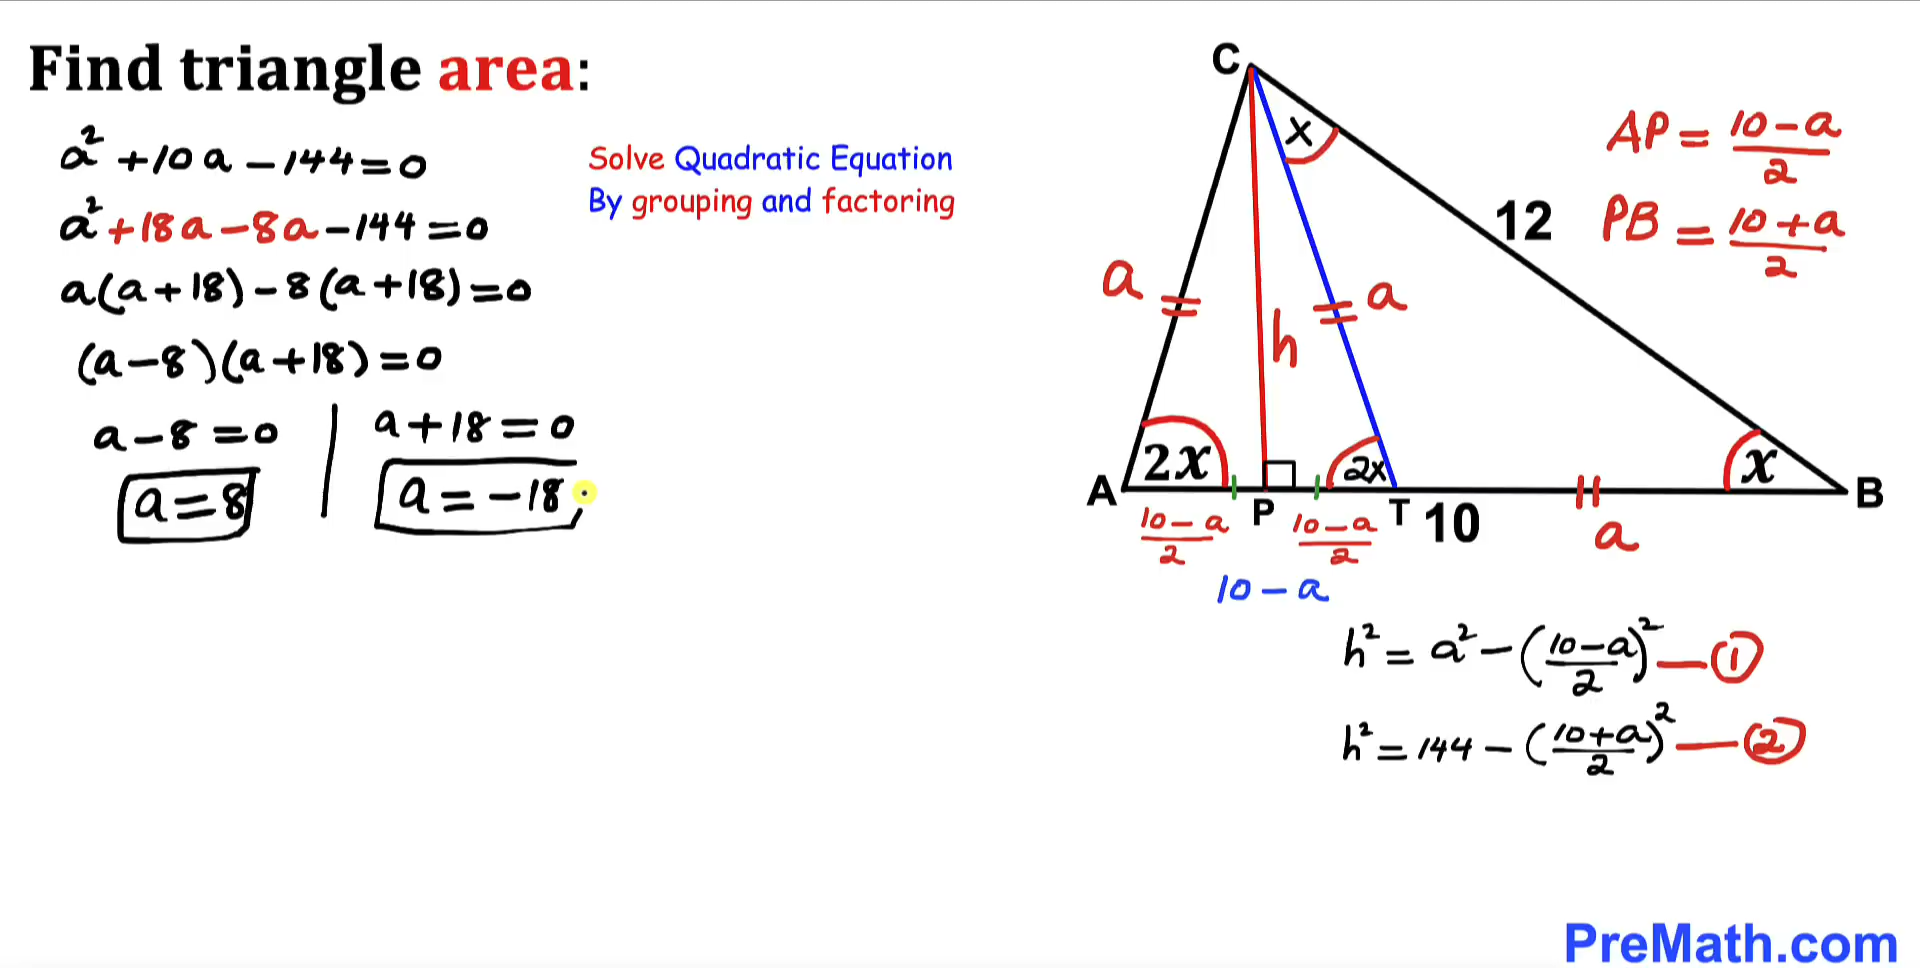 Find triangle area:
a² + 10a - 144 = 0
a² + 18a - 8a - 144 = 0
a(a + 18) - 8(a + 18) = 0
(a - 8)(a + 18) = 0
a - 8 = 0 | a + 18 = 0
a = 8
a = -18
Solve Quadratic Equation
By grouping and factoring
C
x
12
a
a
h
A
2x
2x
x
B
P
T
10
a
(10 - a)/2
(10 - a)/2
10 - a
AP = (10 - a)/2
PB = (10 + a)/2
h² = a² - ((10 - a)/2)² — ①
h² = 144 - ((10 + a)/2)² — ②
PreMath.com